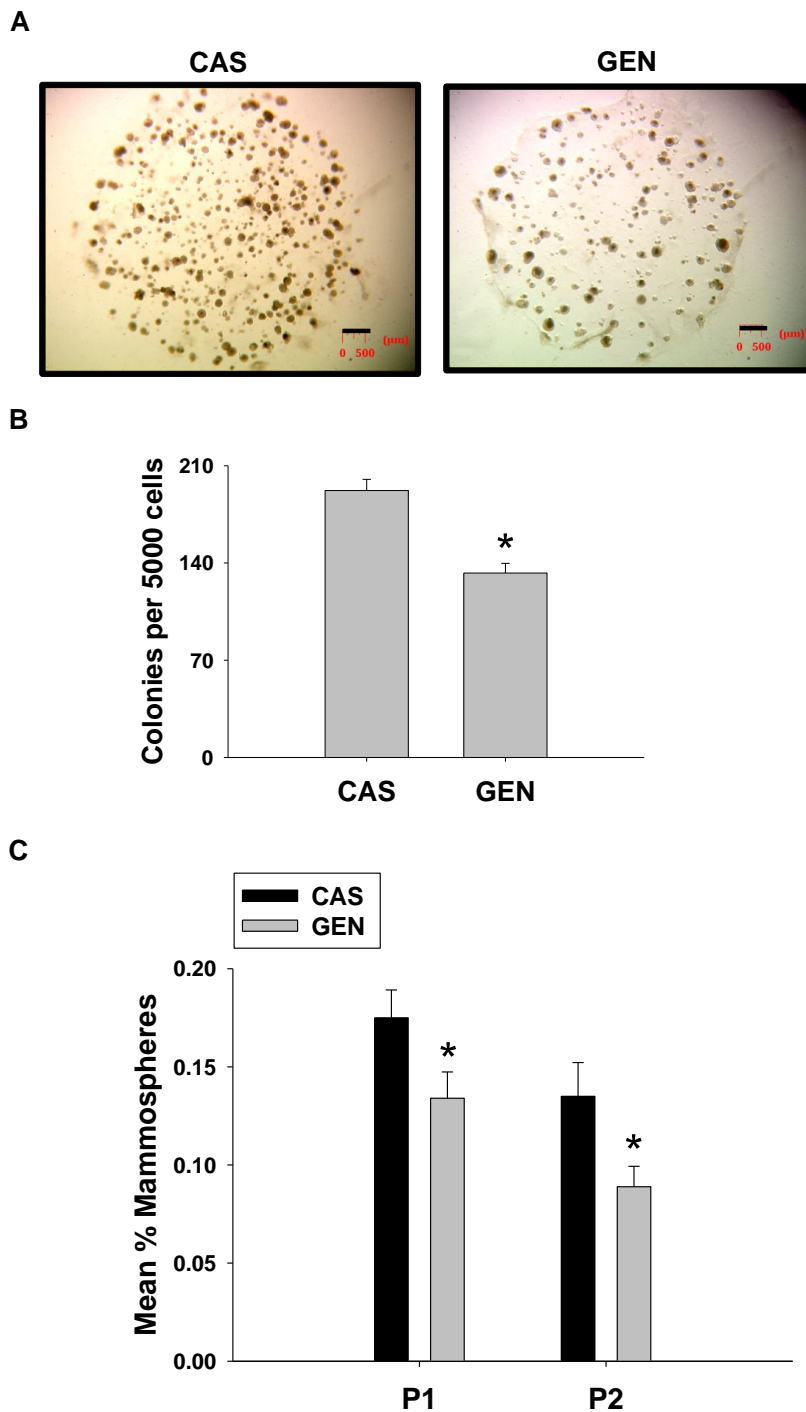 A
CAS GEN
0 500 (µm)
0 500 (µm)
B
Colonies per 5000 cells
210
140
70
0
*
CAS GEN
C
CAS
GEN
Mean % Mammospheres
0.20
0.15
0.10
0.05
0.00
*
*
P1 P2